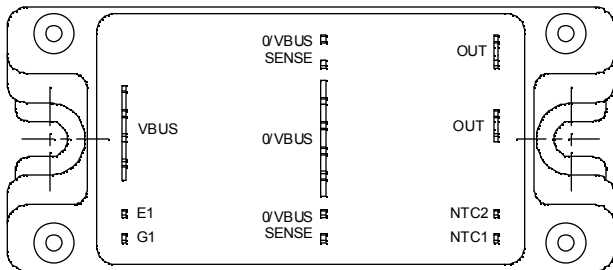 0/VBUS
SENSE
OUT
VBUS
0/VBUS
OUT
E1
G1
0/VBUS
SENSE
NTC2
NTC1